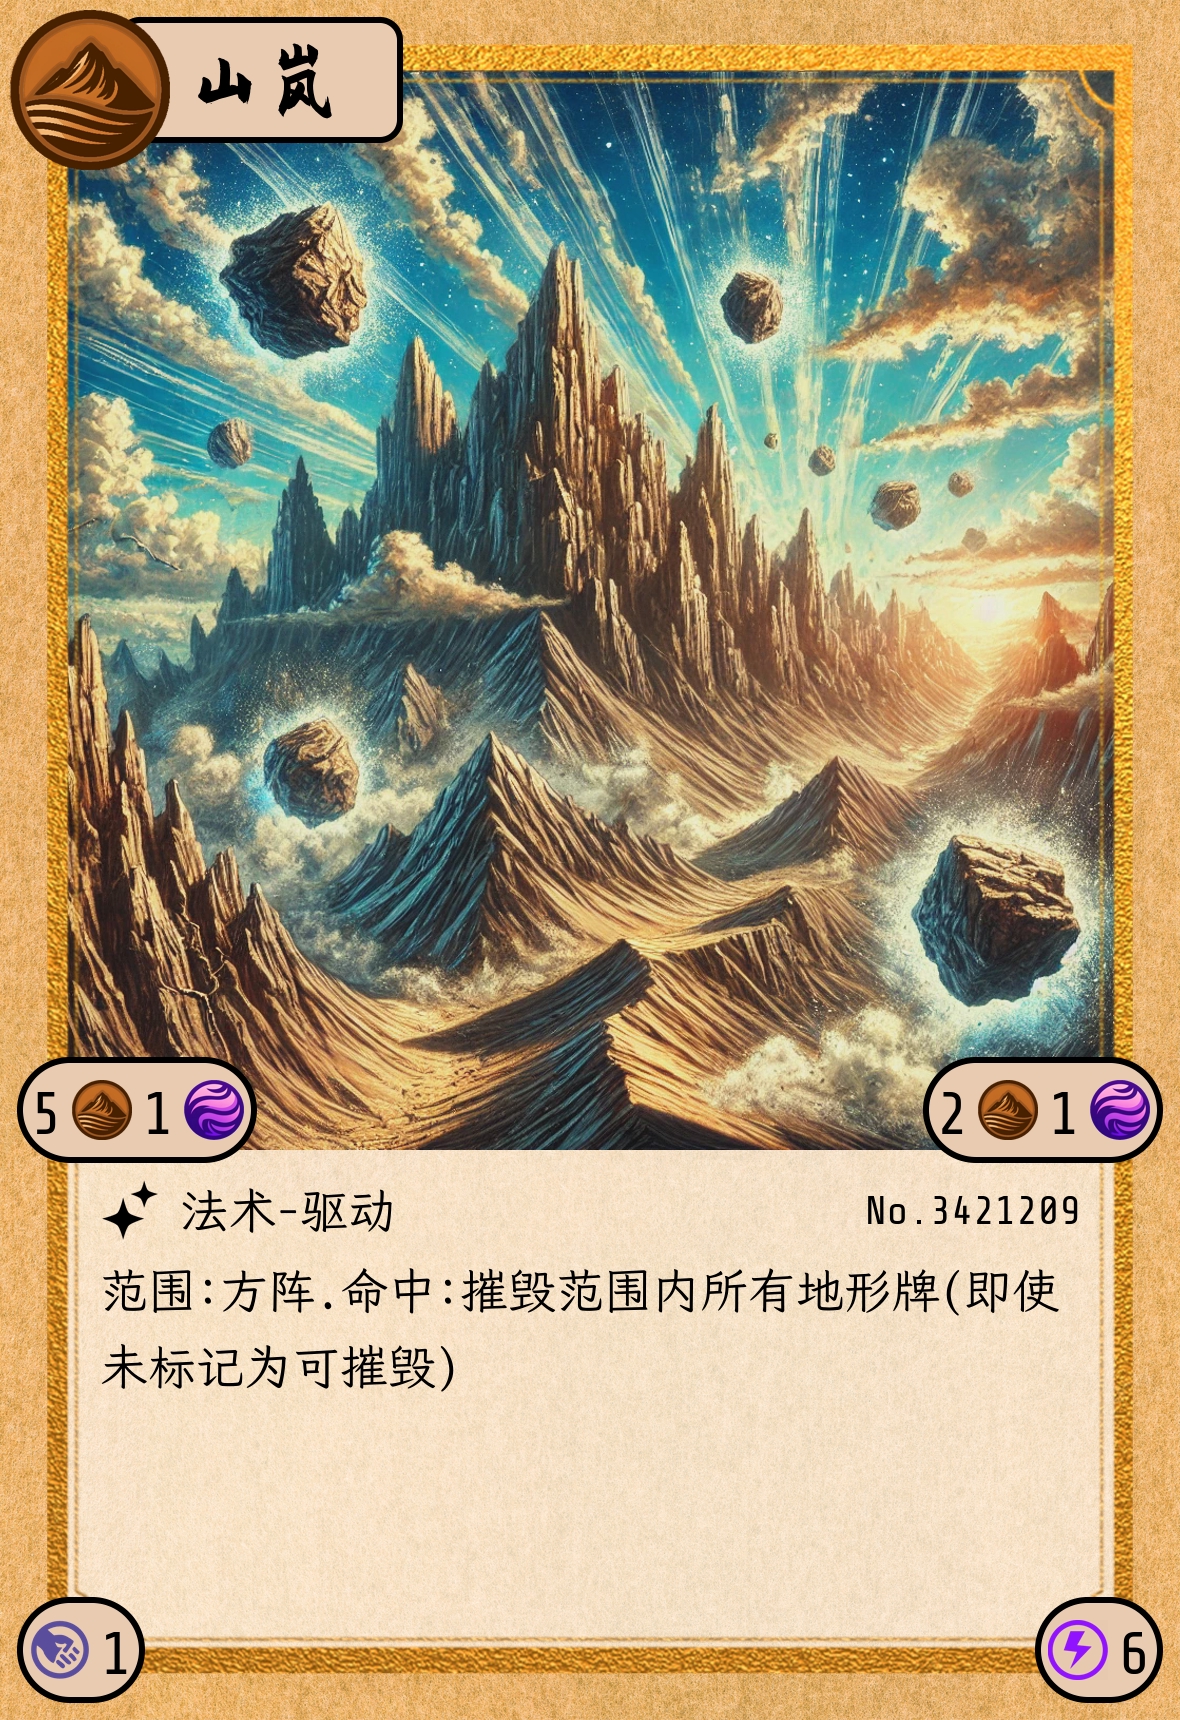 山岚
5 1
2 1
法术-驱动
No.3421209
范围:方阵.命中:摧毁范围内所有地形牌(即使
未标记为可摧毁)
1
6